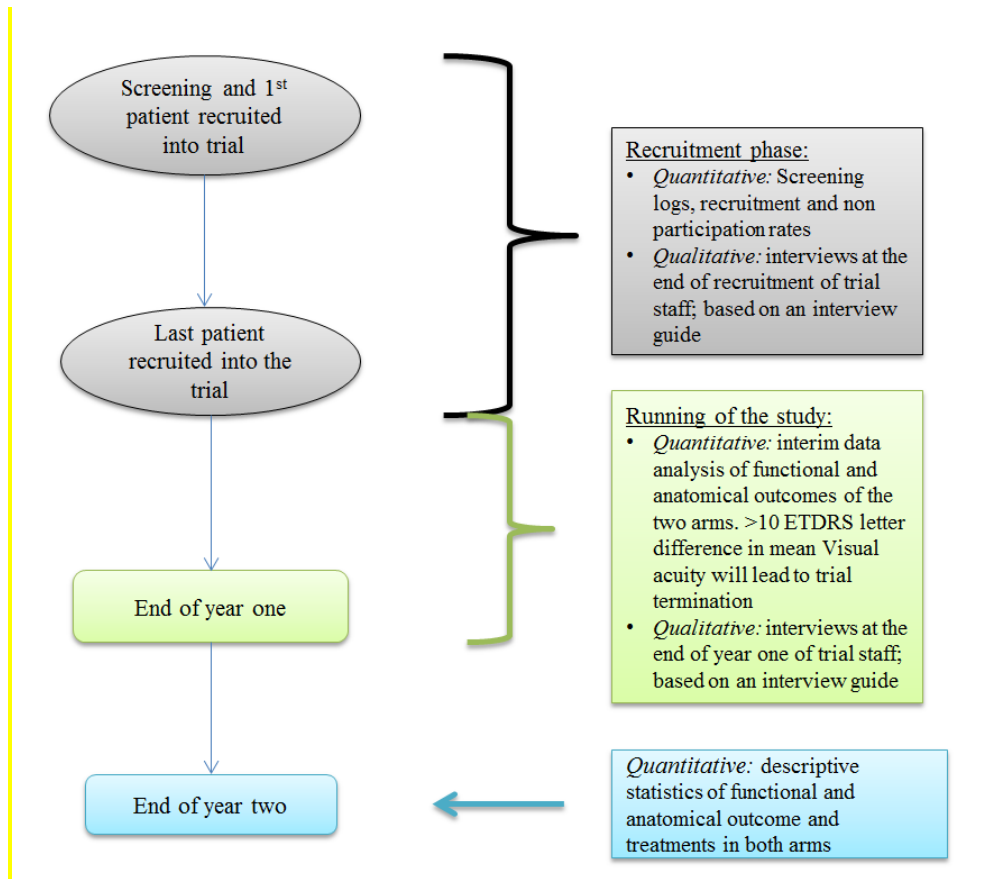 Screening and 1st
patient recruited
into trial
Last patient
recruited into the
trial
End of year one
End of year two
Recruitment phase:
• Quantitative: Screening
logs, recruitment and non
participation rates
• Qualitative: interviews at the
end of recruitment of trial
staff; based on an interview
guide
Running of the study:
• Quantitative: interim data
analysis of functional and
anatomical outcomes of the
two arms. >10 ETDRS letter
difference in mean Visual
acuity will lead to trial
termination
• Qualitative: interviews at the
end of year one of trial staff;
based on an interview guide
Quantitative: descriptive
statistics of functional and
anatomical outcome and
treatments in both arms